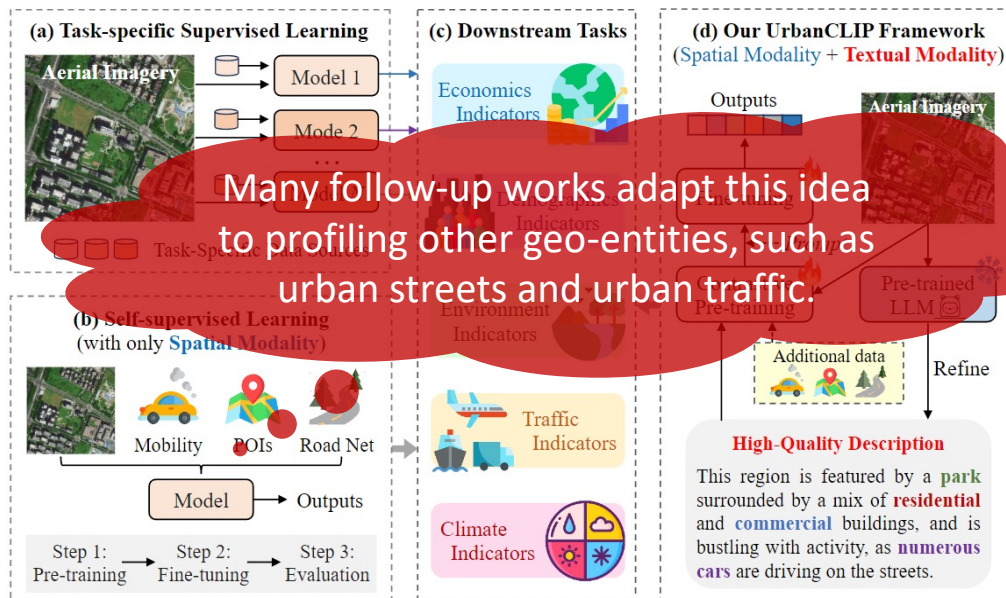 (a) Task-specific Supervised Learning
Aerial Imagery
Model 1
Mode 2
...
Model
Task-Specific Data Sources
(b) Self-supervised Learning
(with only Spatial Modality)
Mobility
POIs
Road Net
Model
Outputs
Step 1:
Pre-training
Step 2:
Fine-tuning
Step 3:
Evaluation
(c) Downstream Tasks
Economics
Indicators
Demographics
Indicators
Environment
Indicators
Traffic
Indicators
Climate
Indicators
(d) Our UrbanCLIP Framework
(Spatial Modality + Textual Modality)
Outputs
Aerial Imagery
Fine-tuning
Pre-training
Pre-trained
LLM
Additional data
Refine
High-Quality Description
This region is featured by a park
surrounded by a mix of residential
and commercial buildings, and is
bustling with activity, as numerous
cars are driving on the streets.
Many follow-up works adapt this idea
to profiling other geo-entities, such as
urban streets and urban traffic.